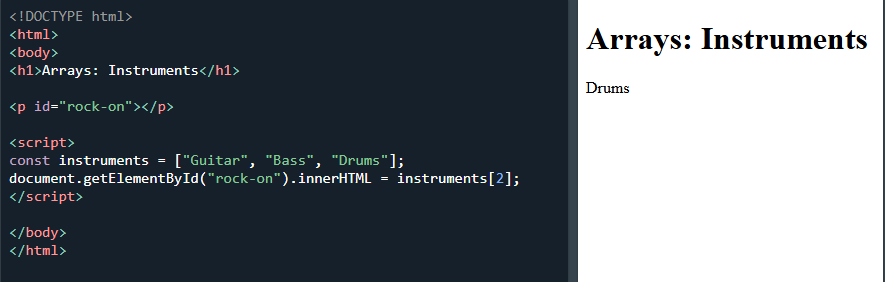 <!DOCTYPE html>
<html>
<body>
<h1>Arrays: Instruments</h1>
<p id="rock-on"></p>
<script>
const instruments = ["Guitar", "Bass", "Drums"];
document.getElementById("rock-on").innerHTML = instruments[2];
</script>
</body>
</html>
Arrays: Instruments
Drums